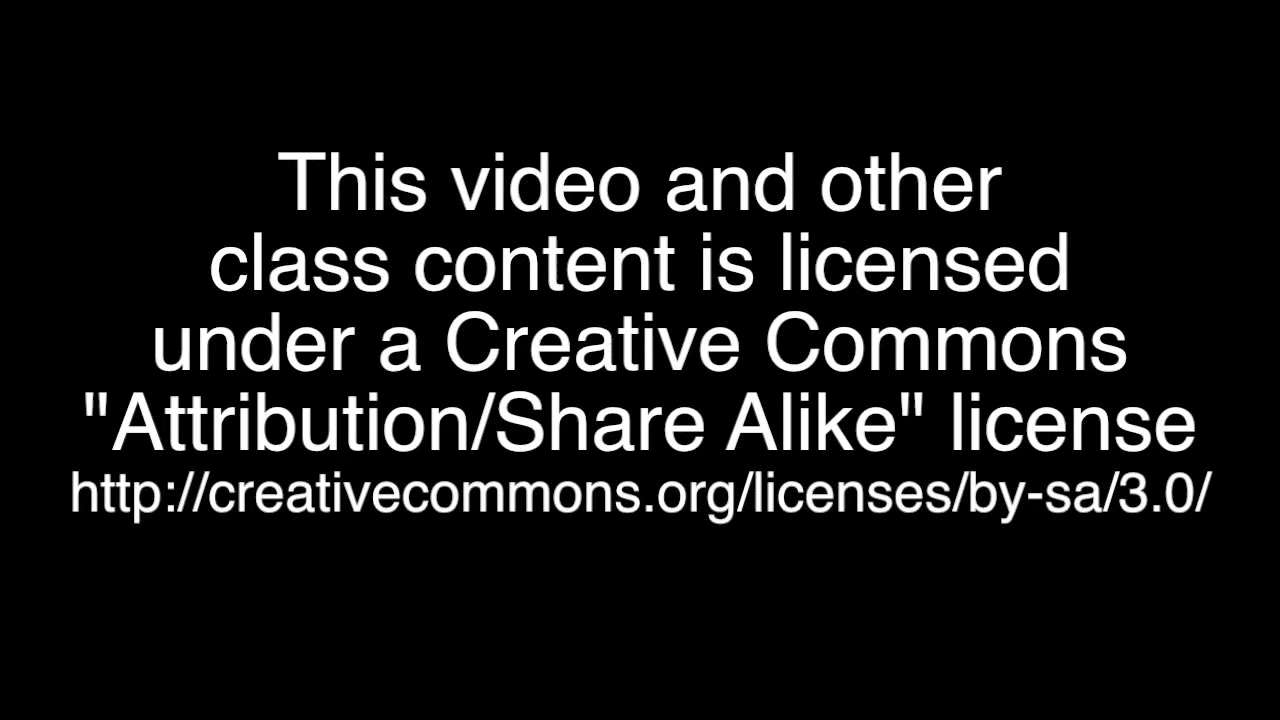 This video and other
class content is licensed
under a Creative Commons
"Attribution/Share Alike" license
http://creativecommons.org/licenses/by-sa/3.0/